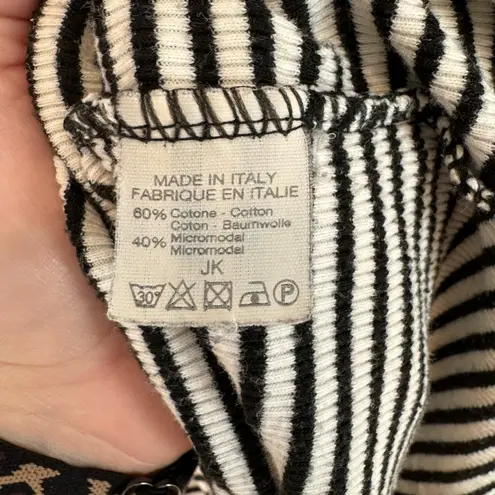 MADE IN ITALY
FABRIQUE EN ITALIE
60% Cotone - Cotton
Coton - Baumwolle
40% Micromodal
Micromodal
JK
30° P